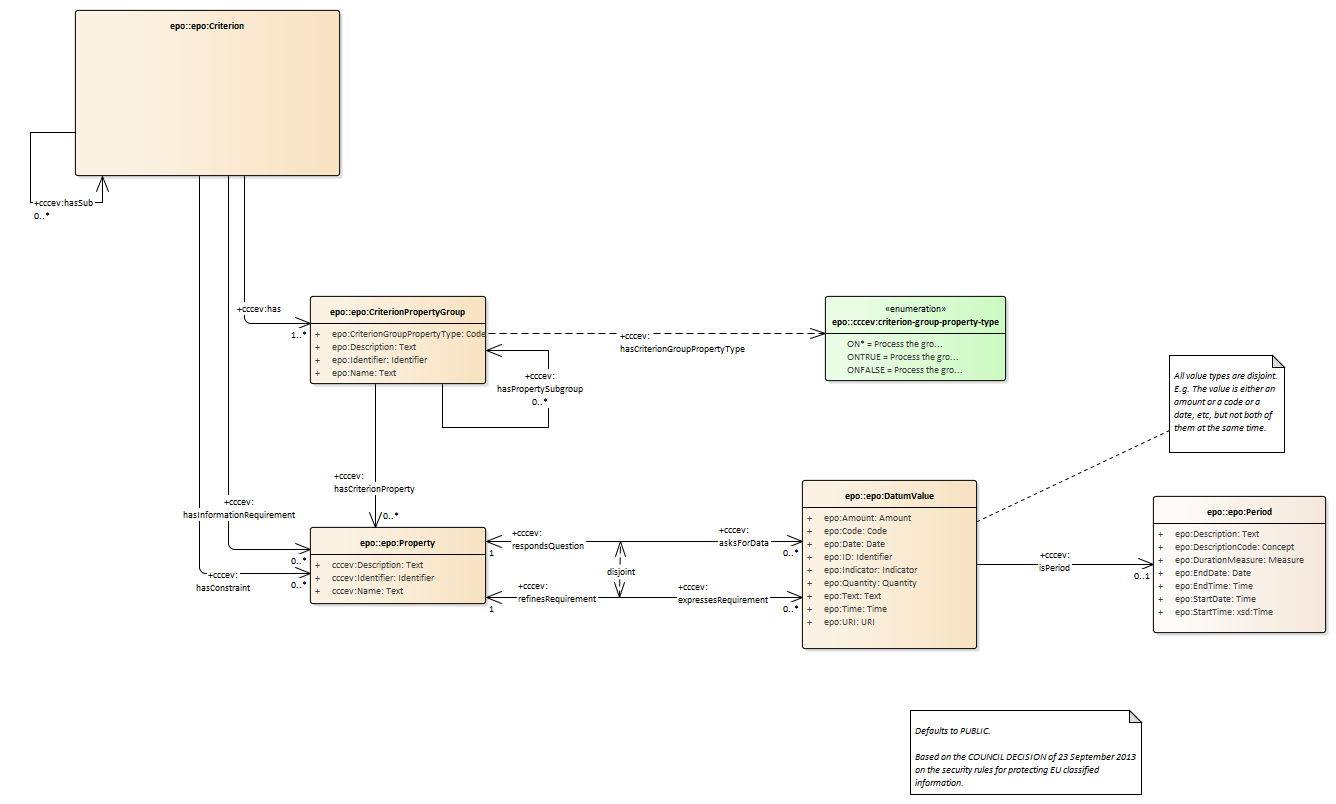 epo::epo:Criterion
+cccev:hasSub
0..*
+cccev:has
1..*
epo::epo:CriterionPropertyGroup
+ epo:CriterionGroupPropertyType: Code
+ epo:Description: Text
+ epo:Identifier: Identifier
+ epo:Name: Text
+cccev:
hasCriterionGroupPropertyType
«enumeration»
epo::cccev:criterion-group-property-type
ON* = Process the gro...
ONTRUE = Process the gro...
ONFALSE = Process the gro...
+cccev:
hasPropertySubgroup
0..*
All value types are disjoint.
E.g. The value is either an
amount or a code or a
date, etc, but not both of
them at the same time.
+cccev:
hasCriterionProperty
0..*
+cccev:
hasInformationRequirement
0..*
+cccev:
hasConstraint
0..*
epo::epo:Property
+ cccev:Description: Text
+ cccev:Identifier: Identifier
+ cccev:Name: Text
+cccev:
respondsQuestion
1
+cccev:
asksForData
0..*
disjoint
+cccev:
refinesRequirement
1
+cccev:
expressesRequirement
0..*
epo::epo:DatumValue
+ epo:Amount: Amount
+ epo:Code: Code
+ epo:Date: Date
+ epo:ID: Identifier
+ epo:Indicator: Indicator
+ epo:Quantity: Quantity
+ epo:Text: Text
+ epo:Time: Time
+ epo:URI: URI
+cccev:
isPeriod
0..1
epo::epo:Period
+ epo:Description: Text
+ epo:DescriptionCode: Concept
+ epo:DurationMeasure: Measure
+ epo:EndDate: Date
+ epo:EndTime: Time
+ epo:StartDate: Time
+ epo:StartTime: xsd:Time
Defaults to PUBLIC.
Based on the COUNCIL DECISION of 23 September 2013
on the security rules for protecting EU classified
information.